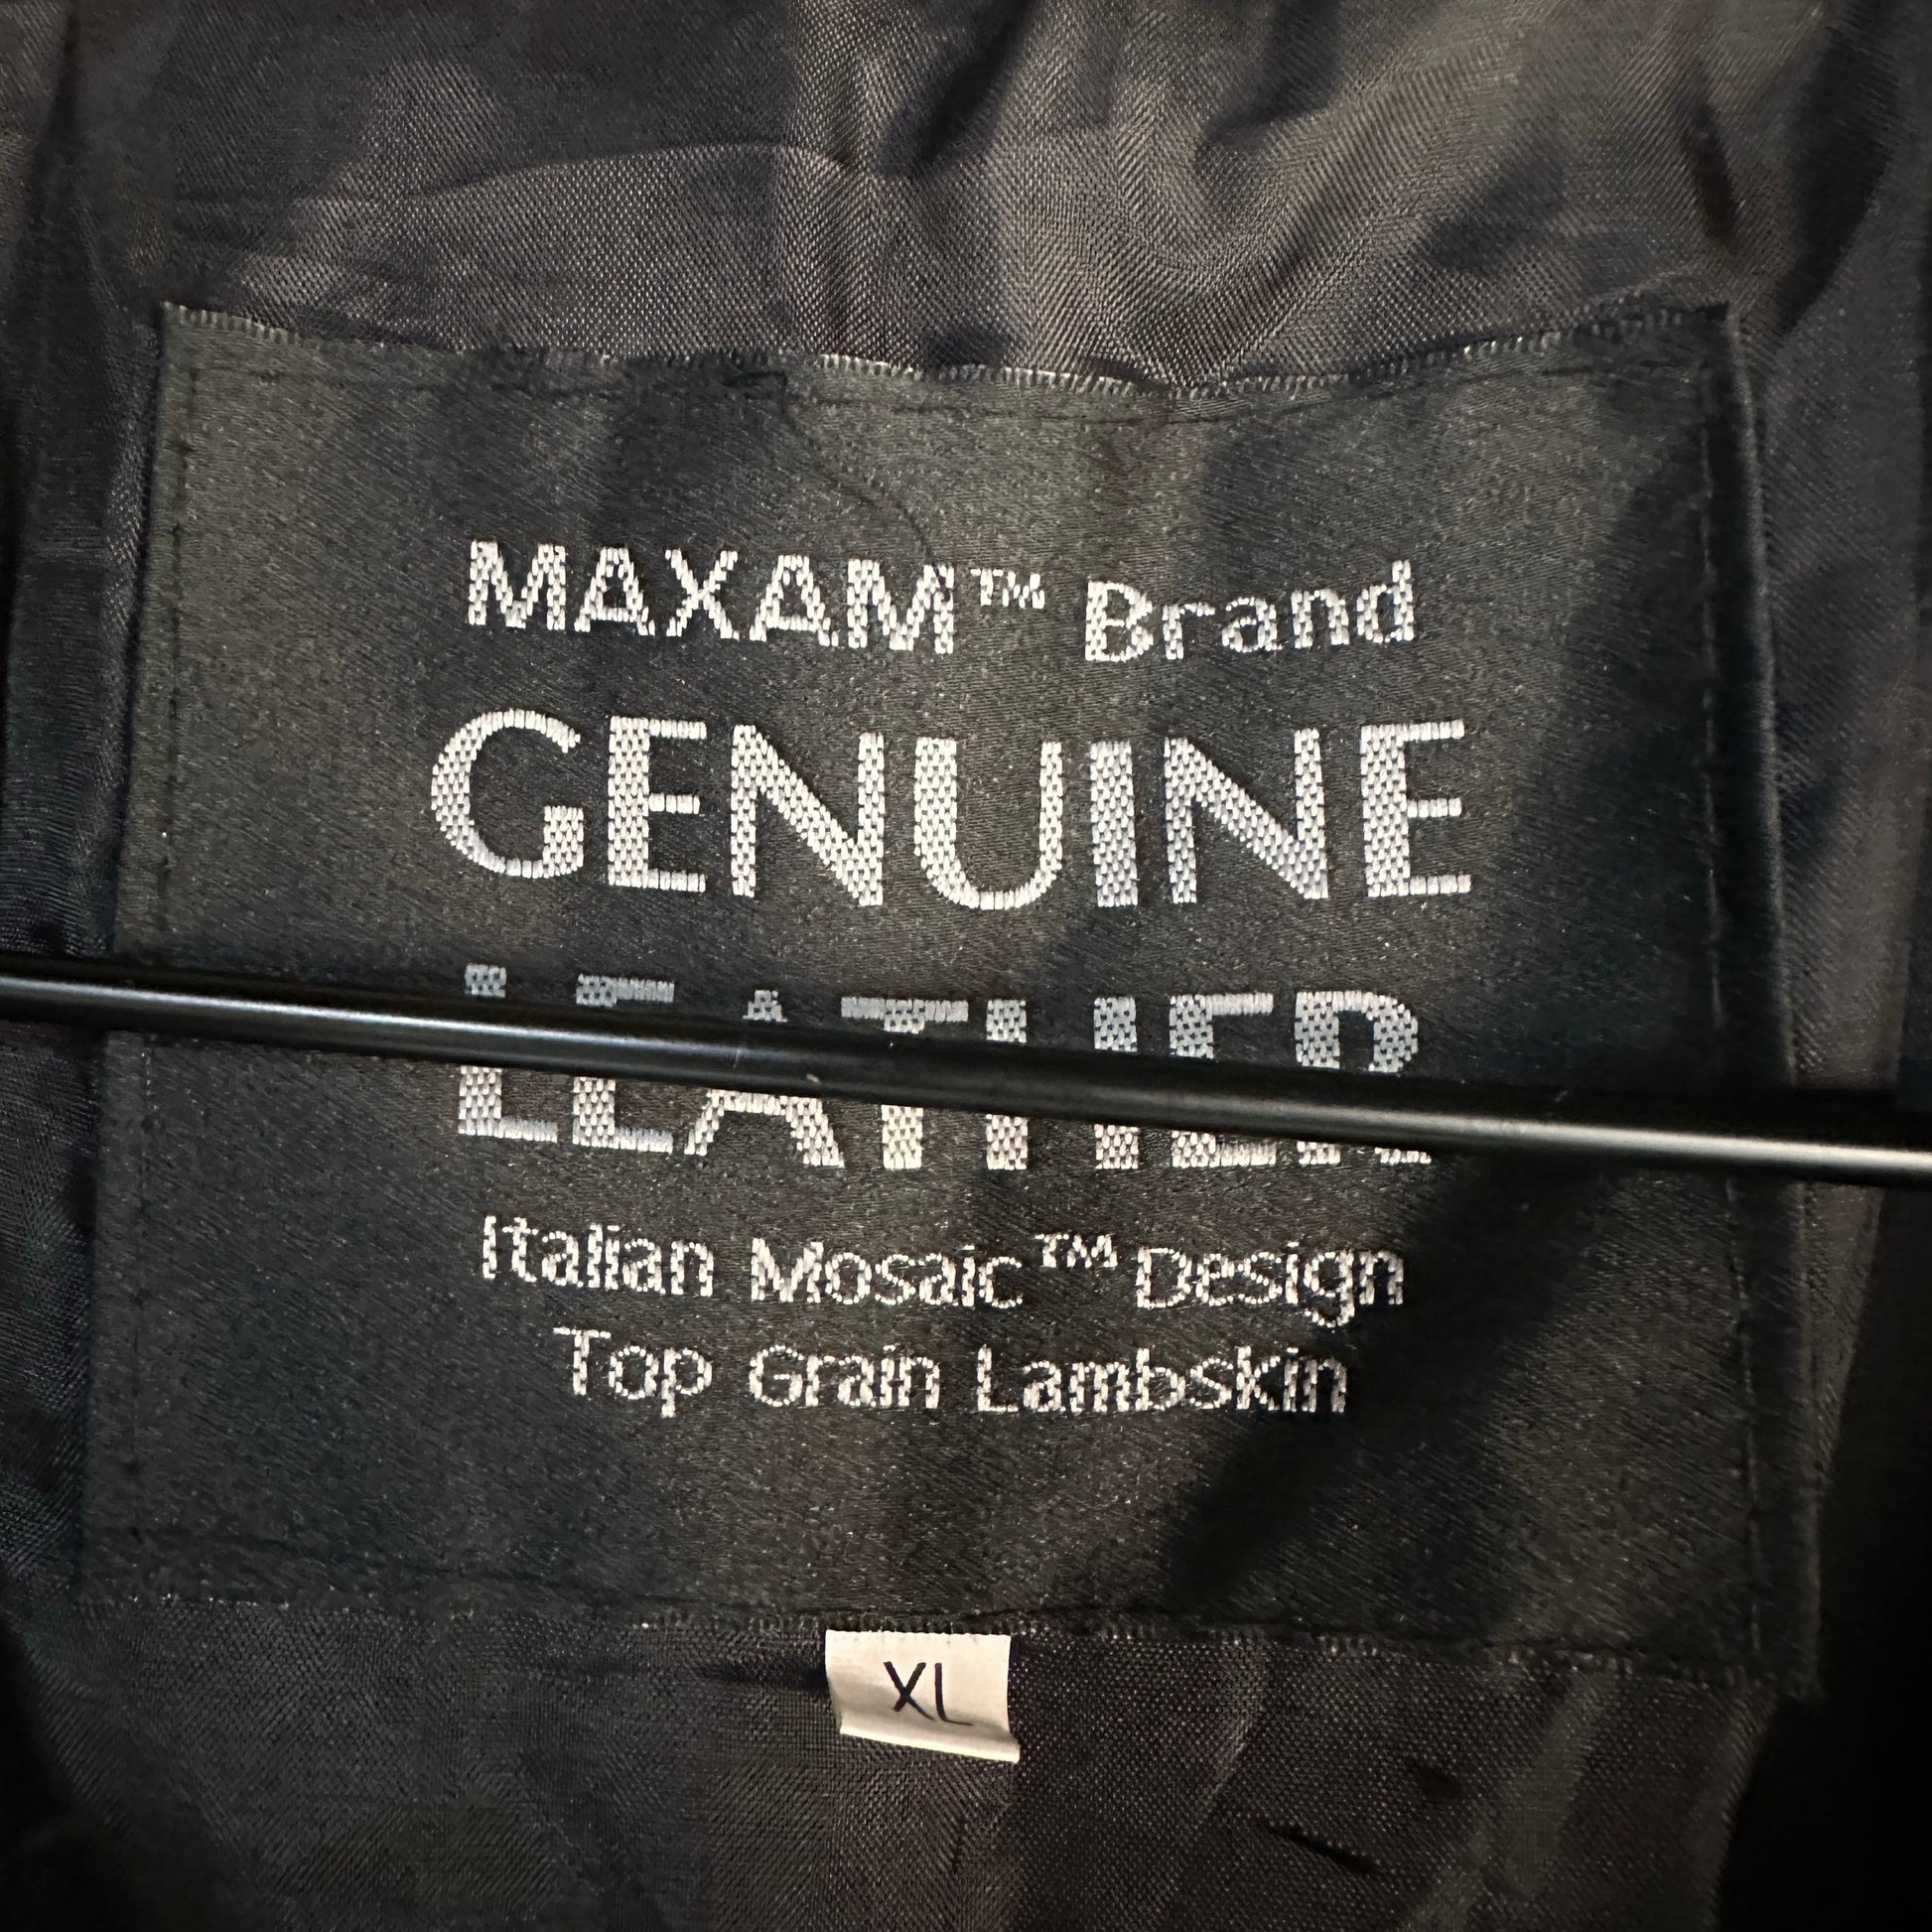 MAXAM™ Brand
GENUINE
LEATHER
Italian Mosaic™ Design
Top Grain Lambskin
XL